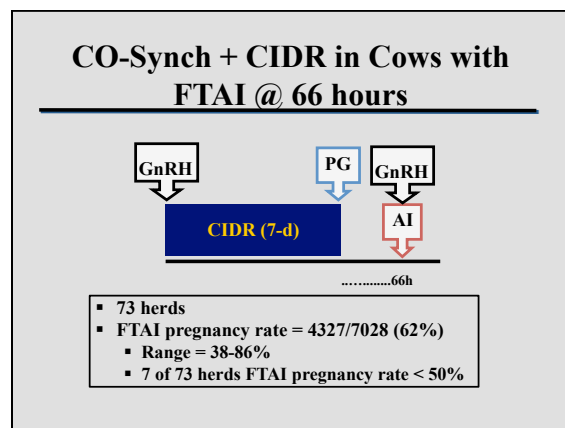 CO-Synch + CIDR in Cows with
FTAI @ 66 hours
GnRH
PG
GnRH
CIDR (7-d)
AI
..…........66h
▪ 73 herds
▪ FTAI pregnancy rate = 4327/7028 (62%)
▪ Range = 38-86%
▪ 7 of 73 herds FTAI pregnancy rate < 50%